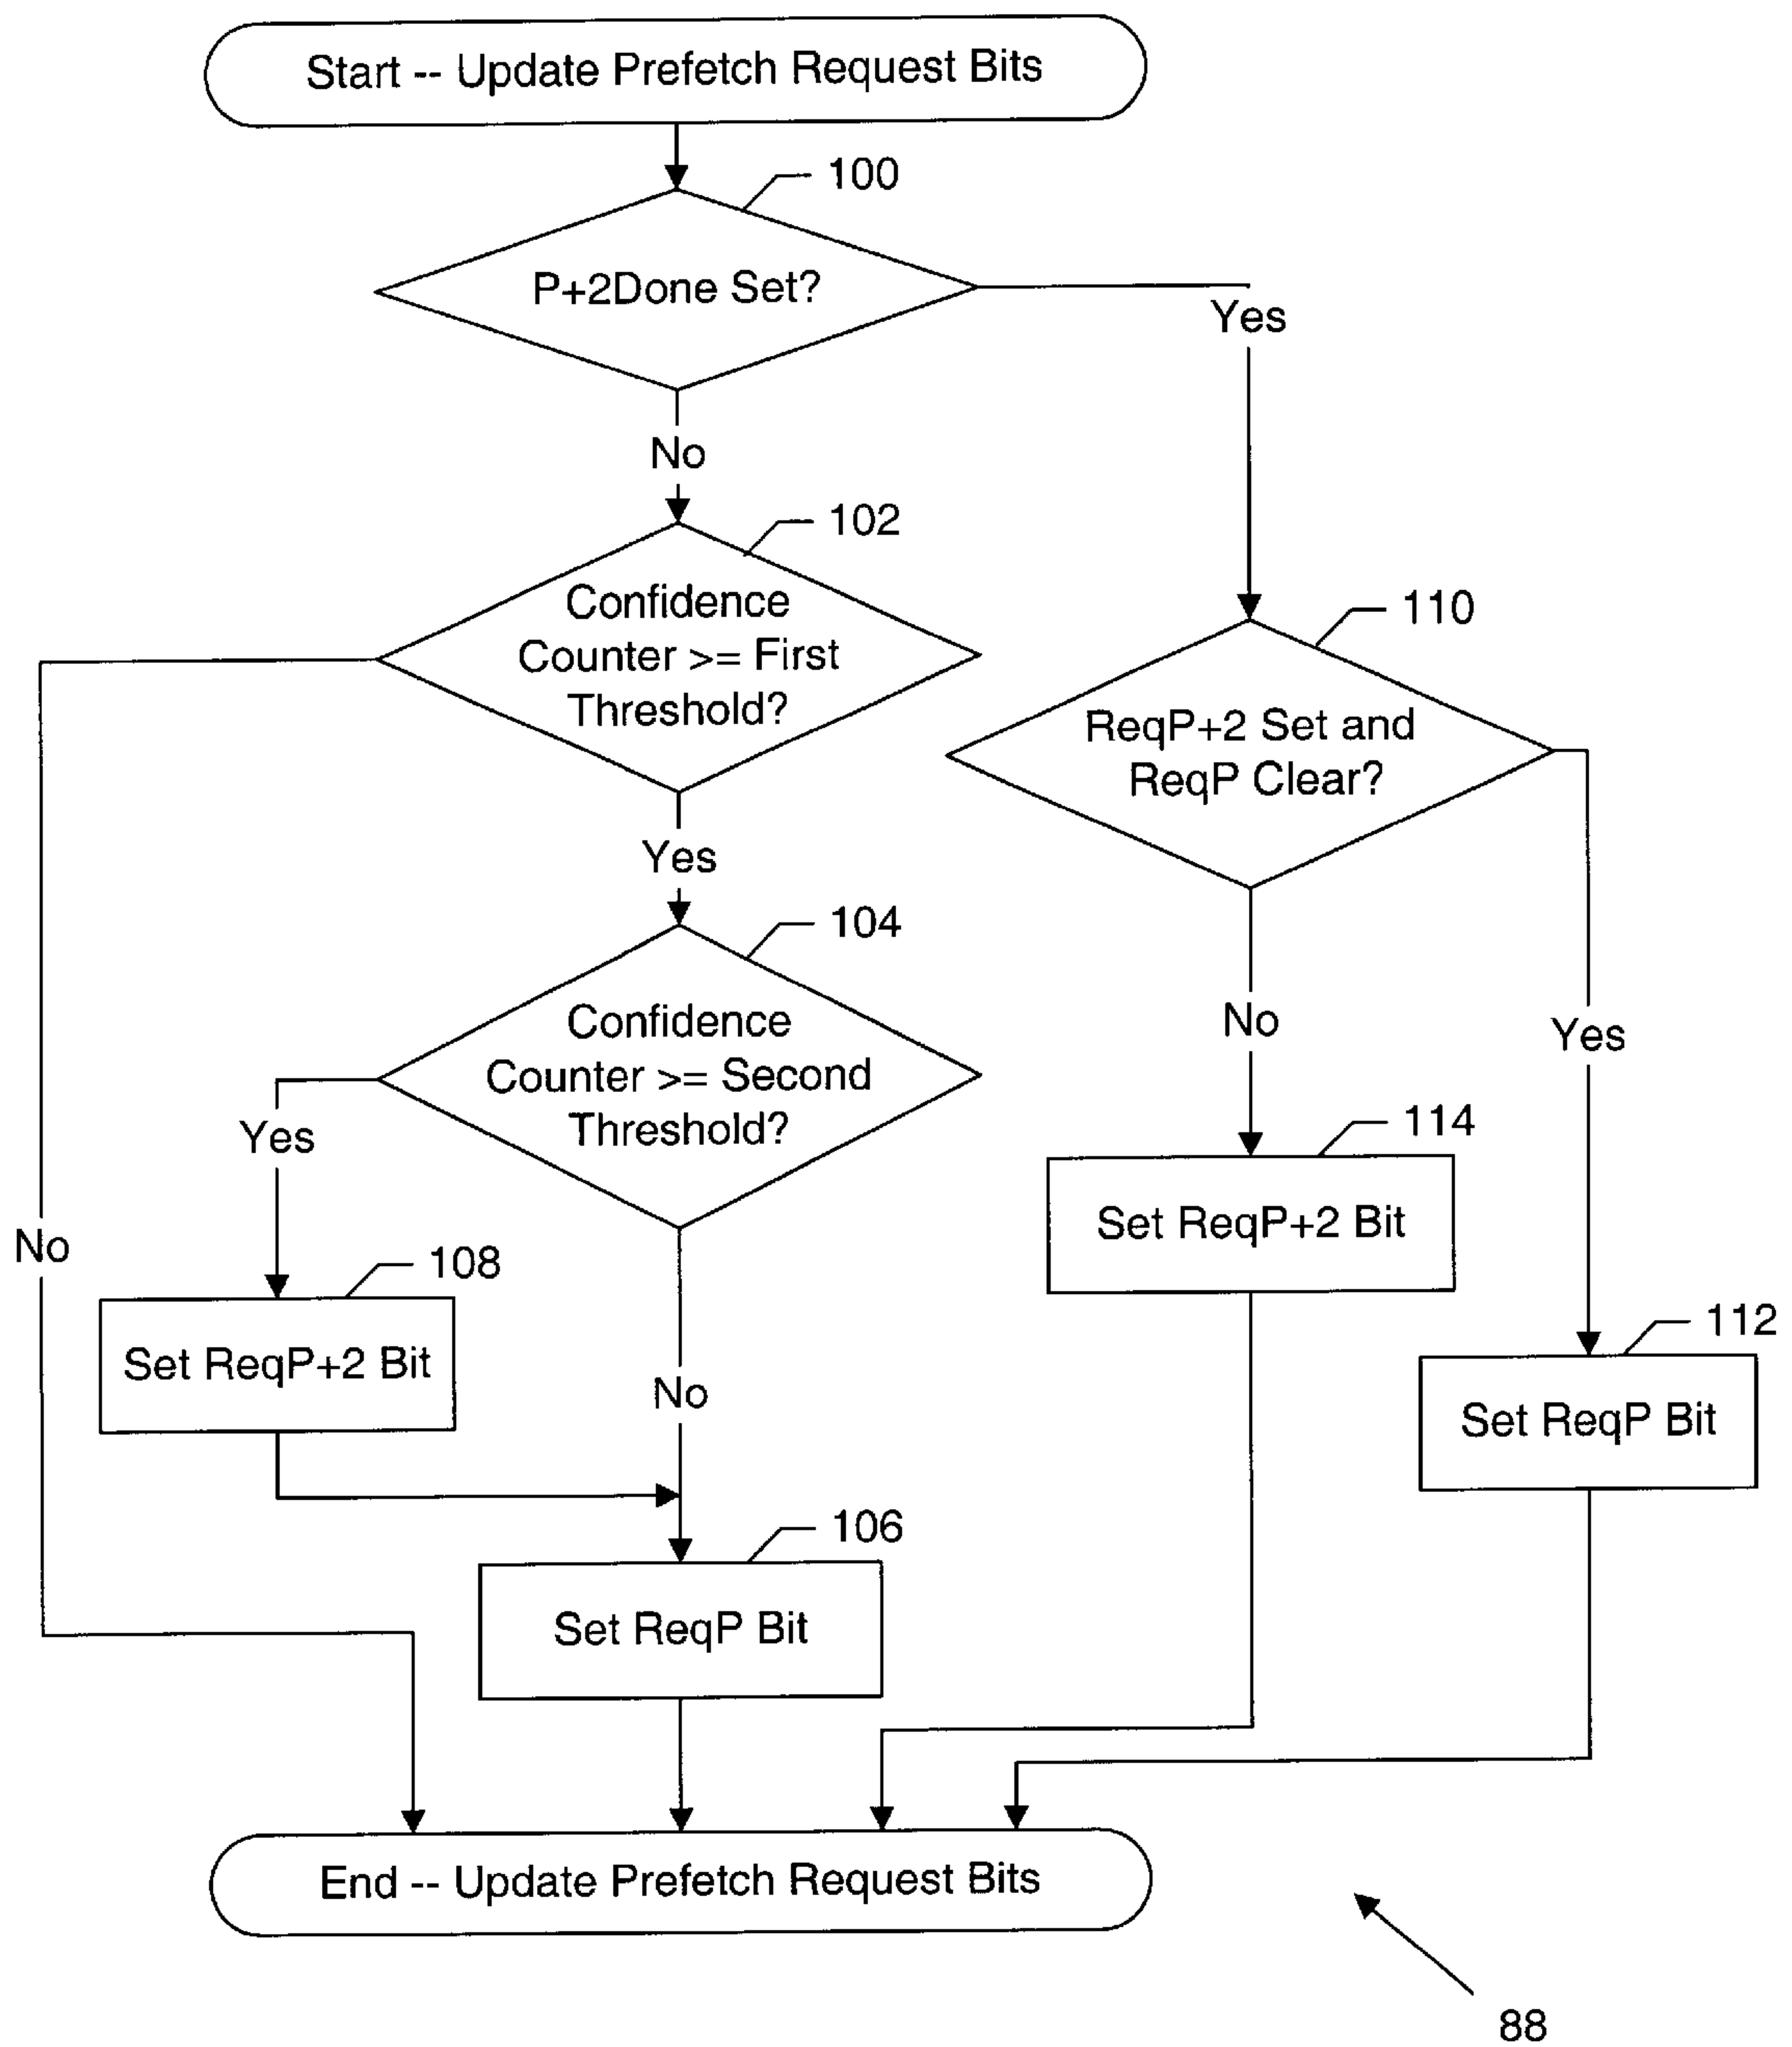 Start -- Update Prefetch Request Bits
100
P+2Done Set?
Yes
No
102
Confidence
Counter >= First
Threshold?
110
ReqP+2 Set and
ReqP Clear?
Yes
104
Confidence
Counter >= Second
Threshold?
No
Yes
Yes
114
Set ReqP+2 Bit
No
108
Set ReqP+2 Bit
112
Set ReqP Bit
No
106
Set ReqP Bit
End -- Update Prefetch Request Bits
88